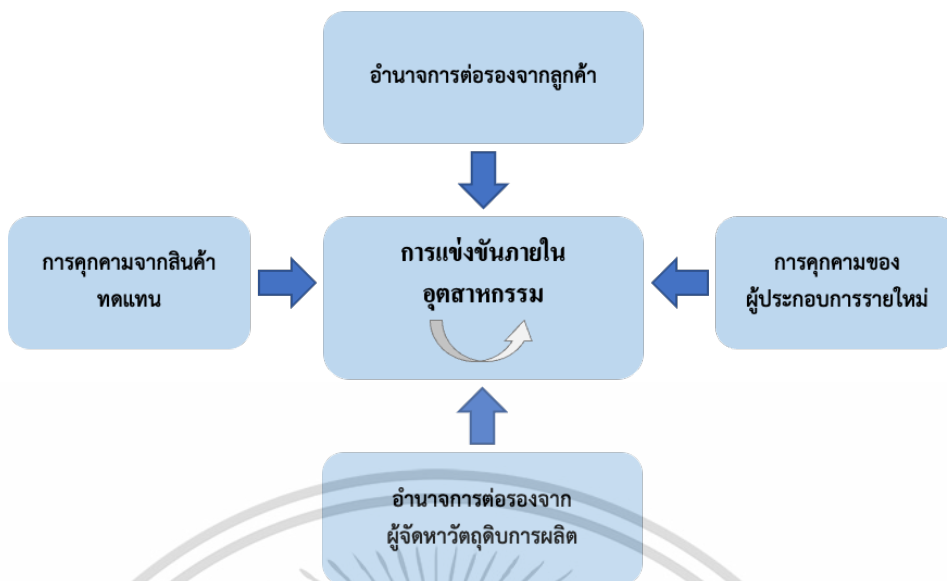 อำนาจการต่อรองจากลูกค้า
การคุกคามจากสินค้า
ทดแทน
การแข่งขันภายใน
อุตสาหกรรม
การคุกคามของ
ผู้ประกอบการรายใหม่
อำนาจการต่อรองจาก
ผู้จัดหาวัตถุดิบการผลิต